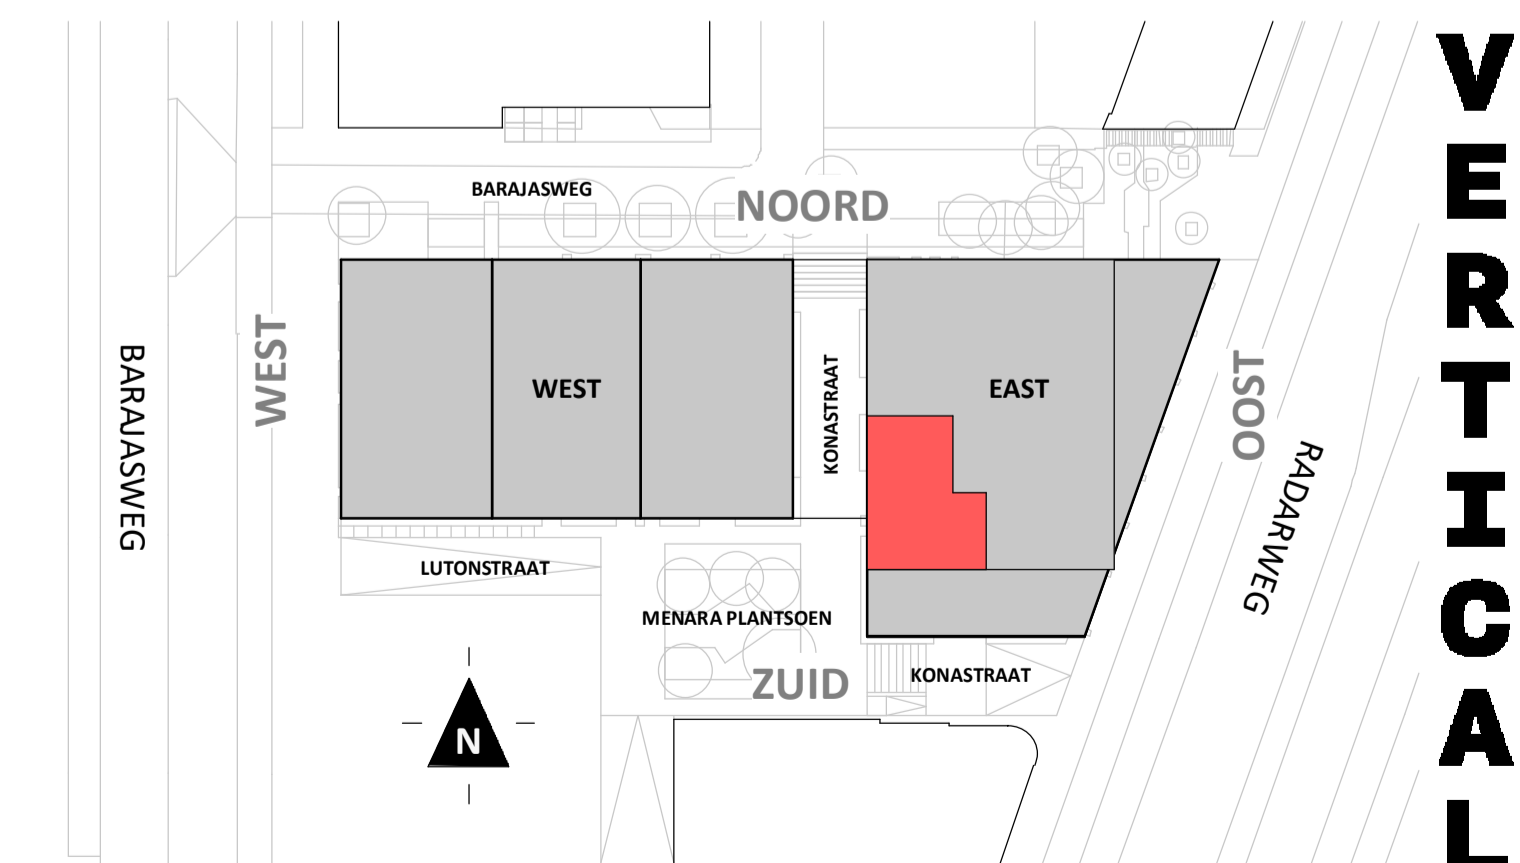 BARAJASWEG
NOORD
WEST
BARAJASWEG
WEST
KONASTRAAT
EAST
OOST
RADARWEG
LUTONSTRAAT
MENARA PLANTSOEN
ZUID
KONASTRAAT
N
VERTICAL